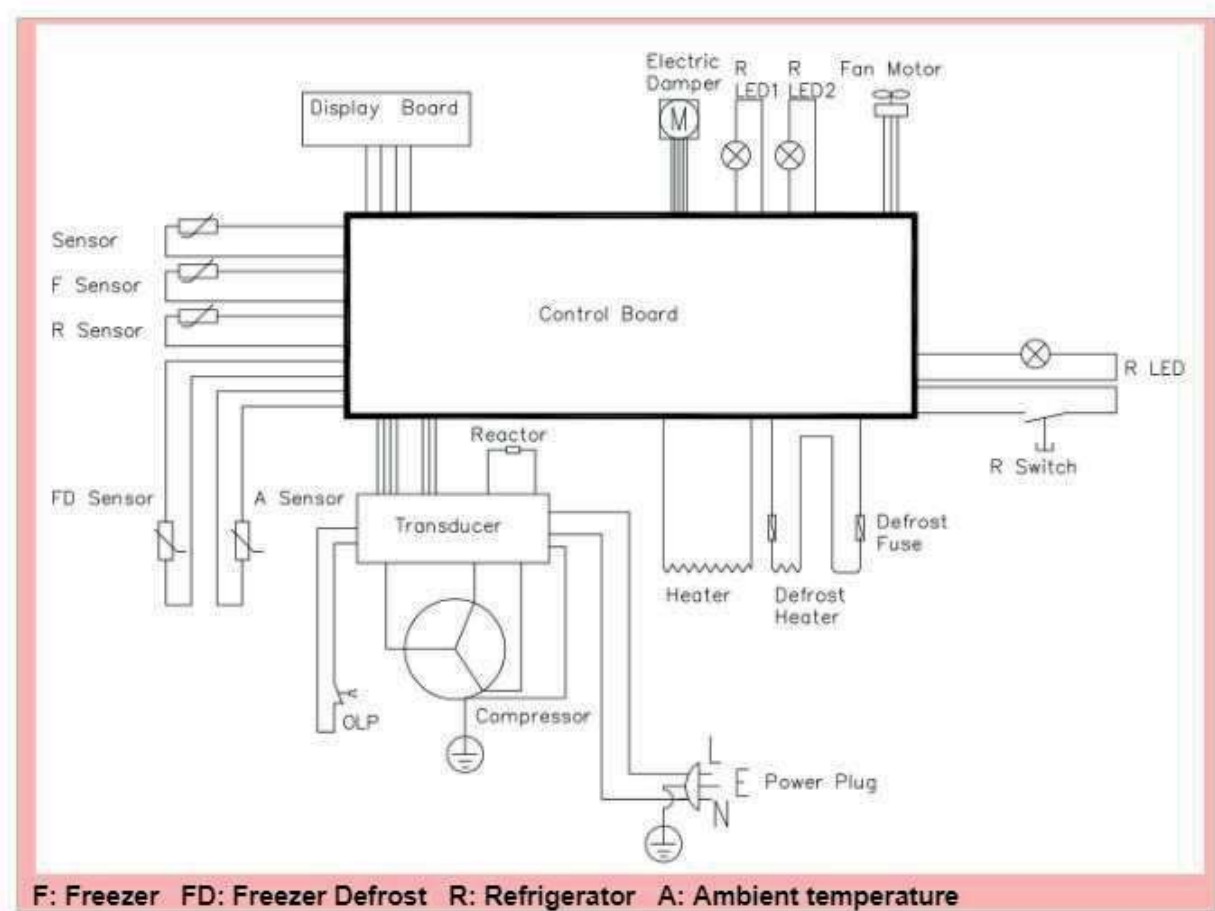 Electric
Damper
R
LED1
R
LED2
Fan Motor
Display Board
Sensor
F Sensor
R Sensor
M
Control Board
R LED
R Switch
FD Sensor
A Sensor
Reactor
Transducer
Defrost
Fuse
Heater
Defrost
Heater
OLP
Compressor
L
E
N
Power Plug
F: Freezer FD: Freezer Defrost R: Refrigerator A: Ambient temperature